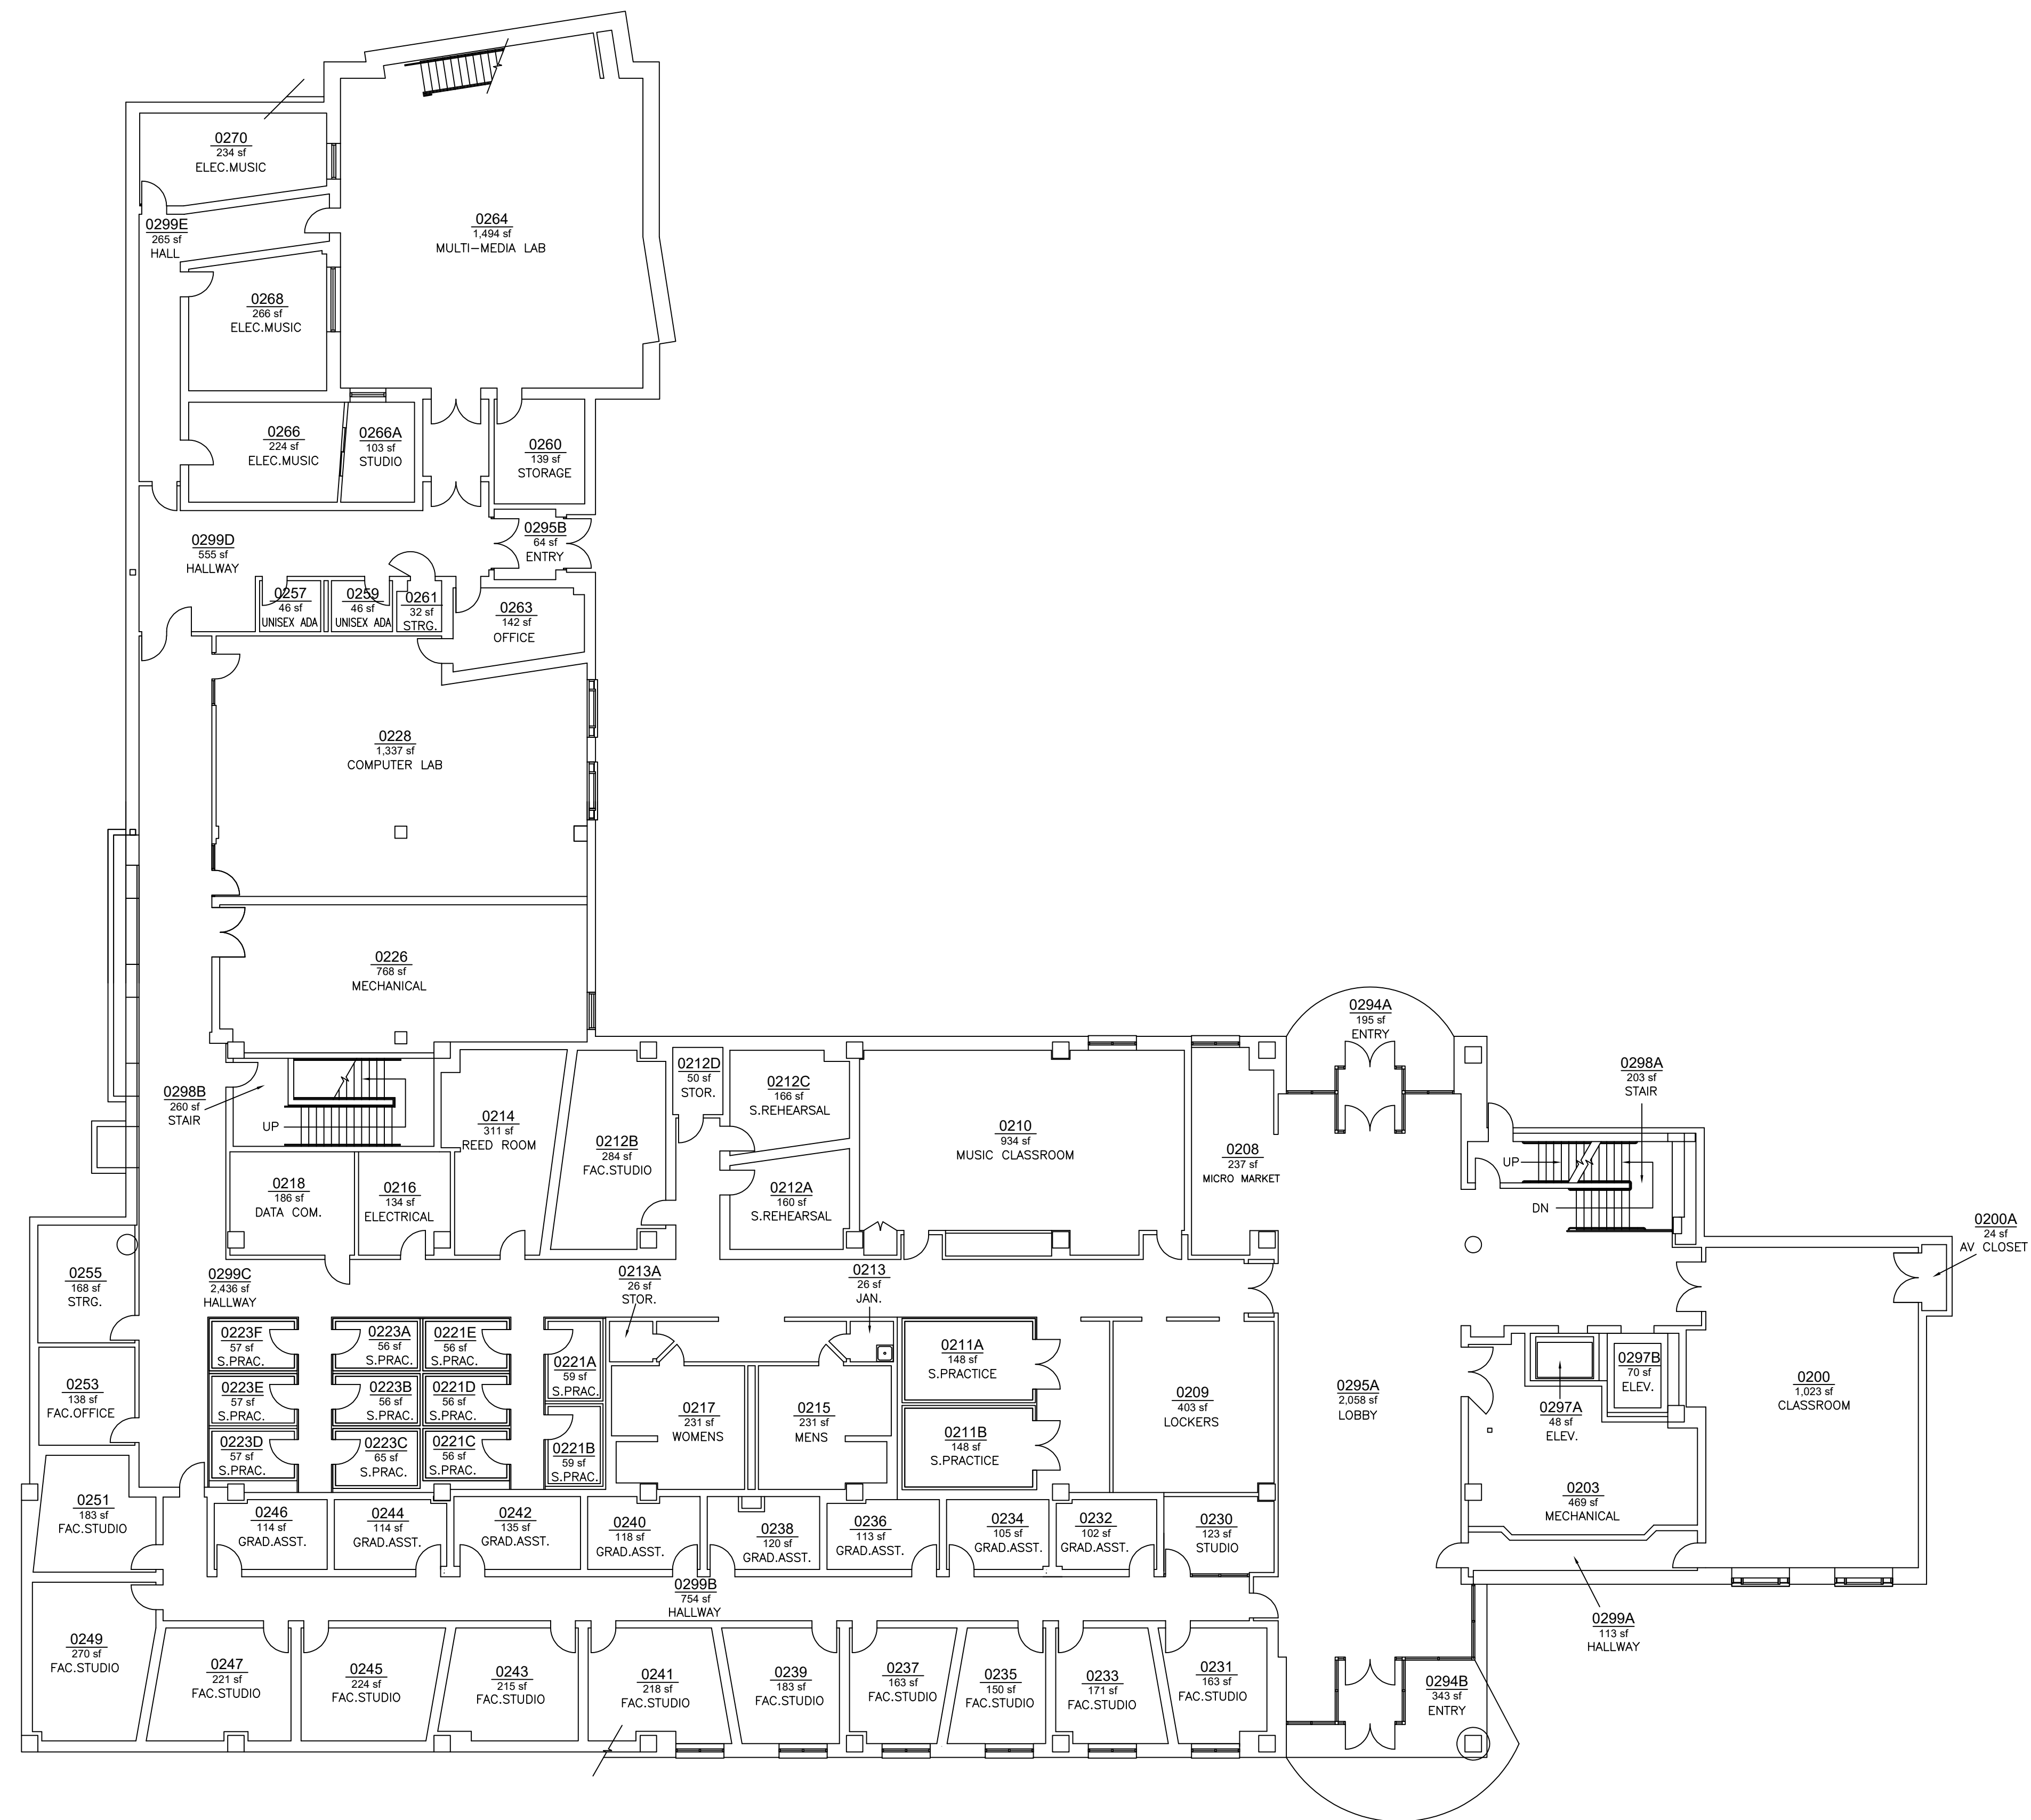 0270
234 sf
ELEC.MUSIC
0299E
265 sf
HALL
0264
1,494 sf
MULTI-MEDIA LAB
0268
266 sf
ELEC.MUSIC
0266
224 sf
ELEC.MUSIC
0266A
103 sf
STUDIO
0260
139 sf
STORAGE
0299D
555 sf
HALLWAY
0295B
64 sf
ENTRY
0257
46 sf
UNISEX ADA
0259
46 sf
UNISEX ADA
0261
32 sf
STRG.
0263
142 sf
OFFICE
0228
1,337 sf
COMPUTER LAB
0226
768 sf
MECHANICAL
0298B
260 sf
STAIR
UP
0214
311 sf
REED ROOM
0212B
284 sf
FAC.STUDIO
0212D
50 sf
STOR.
0212C
166 sf
S.REHEARSAL
0212A
160 sf
S.REHEARSAL
0210
934 sf
MUSIC CLASSROOM
0208
237 sf
MICRO MARKET
0294A
195 sf
ENTRY
0298A
203 sf
STAIR
UP
DN
0200A
24 sf
AV CLOSET
0218
186 sf
DATA COM.
0216
134 sf
ELECTRICAL
0255
168 sf
STRG.
0299C
2,436 sf
HALLWAY
0213A
26 sf
STOR.
0213
26 sf
JAN.
0253
138 sf
FAC.OFFICE
0223F
57 sf
S.PRAC.
0223A
56 sf
S.PRAC.
0221E
56 sf
S.PRAC.
0221A
59 sf
S.PRAC.
0223E
57 sf
S.PRAC.
0223B
56 sf
S.PRAC.
0221D
56 sf
S.PRAC.
0223D
57 sf
S.PRAC.
0223C
65 sf
S.PRAC.
0221C
56 sf
S.PRAC.
0221B
59 sf
S.PRAC.
0217
231 sf
WOMENS
0215
231 sf
MENS
0211A
148 sf
S.PRACTICE
0211B
148 sf
S.PRACTICE
0209
403 sf
LOCKERS
0295A
2,058 sf
LOBBY
0297B
70 sf
ELEV.
0297A
48 sf
ELEV.
0200
1,023 sf
CLASSROOM
0203
469 sf
MECHANICAL
0251
183 sf
FAC.STUDIO
0246
114 sf
GRAD.ASST.
0244
114 sf
GRAD.ASST.
0242
135 sf
GRAD.ASST.
0240
118 sf
GRAD.ASST.
0238
120 sf
GRAD.ASST.
0236
113 sf
GRAD.ASST.
0234
105 sf
GRAD.ASST.
0232
102 sf
GRAD.ASST.
0230
123 sf
STUDIO
0299B
754 sf
HALLWAY
0299A
113 sf
HALLWAY
0249
270 sf
FAC.STUDIO
0247
221 sf
FAC.STUDIO
0245
224 sf
FAC.STUDIO
0243
215 sf
FAC.STUDIO
0241
218 sf
FAC.STUDIO
0239
183 sf
FAC.STUDIO
0237
163 sf
FAC.STUDIO
0235
150 sf
FAC.STUDIO
0233
171 sf
FAC.STUDIO
0231
163 sf
FAC.STUDIO
0294B
343 sf
ENTRY